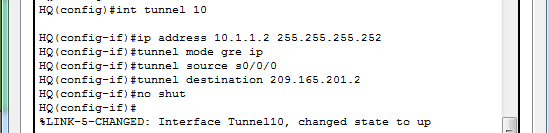 HQ(config)#int tunnel 10
HQ(config-if)#ip address 10.1.1.2 255.255.255.252
HQ(config-if)#tunnel mode gre ip
HQ(config-if)#tunnel source s0/0/0
HQ(config-if)#tunnel destination 209.165.201.2
HQ(config-if)#no shut
HQ(config-if)#
%LINK-5-CHANGED: Interface Tunnel10, changed state to up